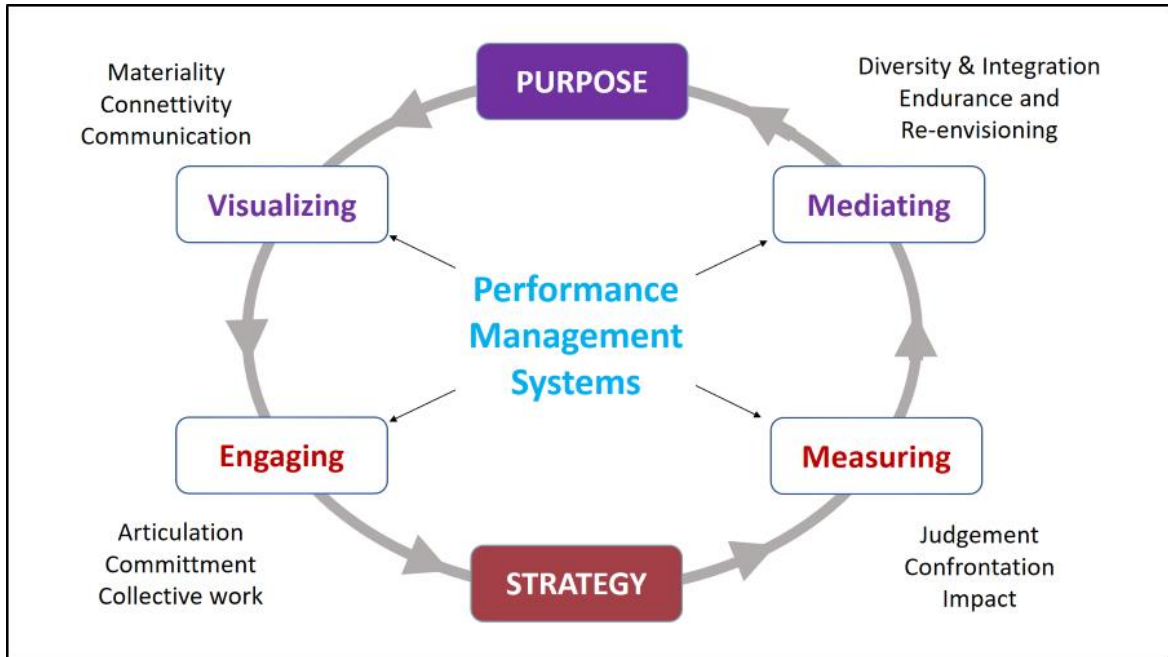 PURPOSE
Materiality
Connettivity
Communication
Diversity & Integration
Endurance and
Re-envisioning
Visualizing
Mediating
Performance
Management
Systems
Engaging
Measuring
Articulation
Committment
Collective work
STRATEGY
Judgement
Confrontation
Impact